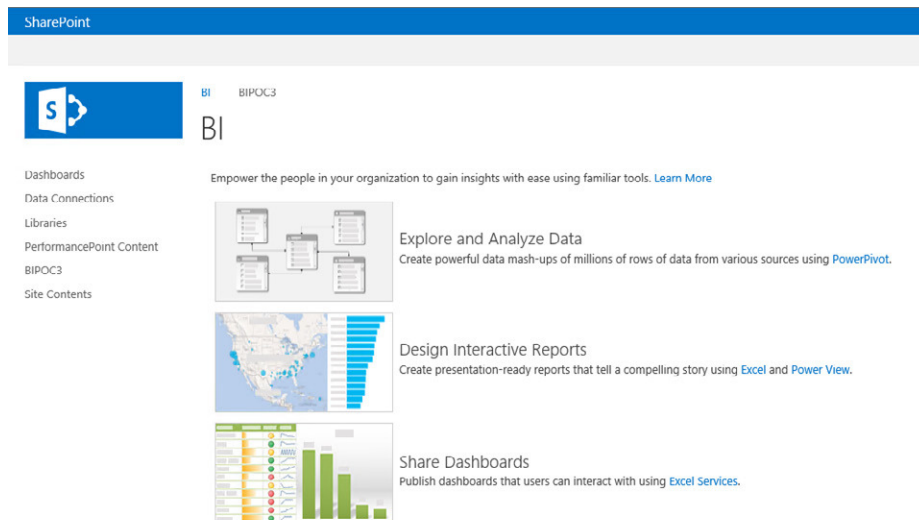 SharePoint
BI BIPOC3
BI
Dashboards
Data Connections
Libraries
PerformancePoint Content
BIPOC3
Site Contents
Empower the people in your organization to gain insights with ease using familiar tools. Learn More
Explore and Analyze Data
Create powerful data mash-ups of millions of rows of data from various sources using PowerPivot.
Design Interactive Reports
Create presentation-ready reports that tell a compelling story using Excel and Power View.
Share Dashboards
Publish dashboards that users can interact with using Excel Services.